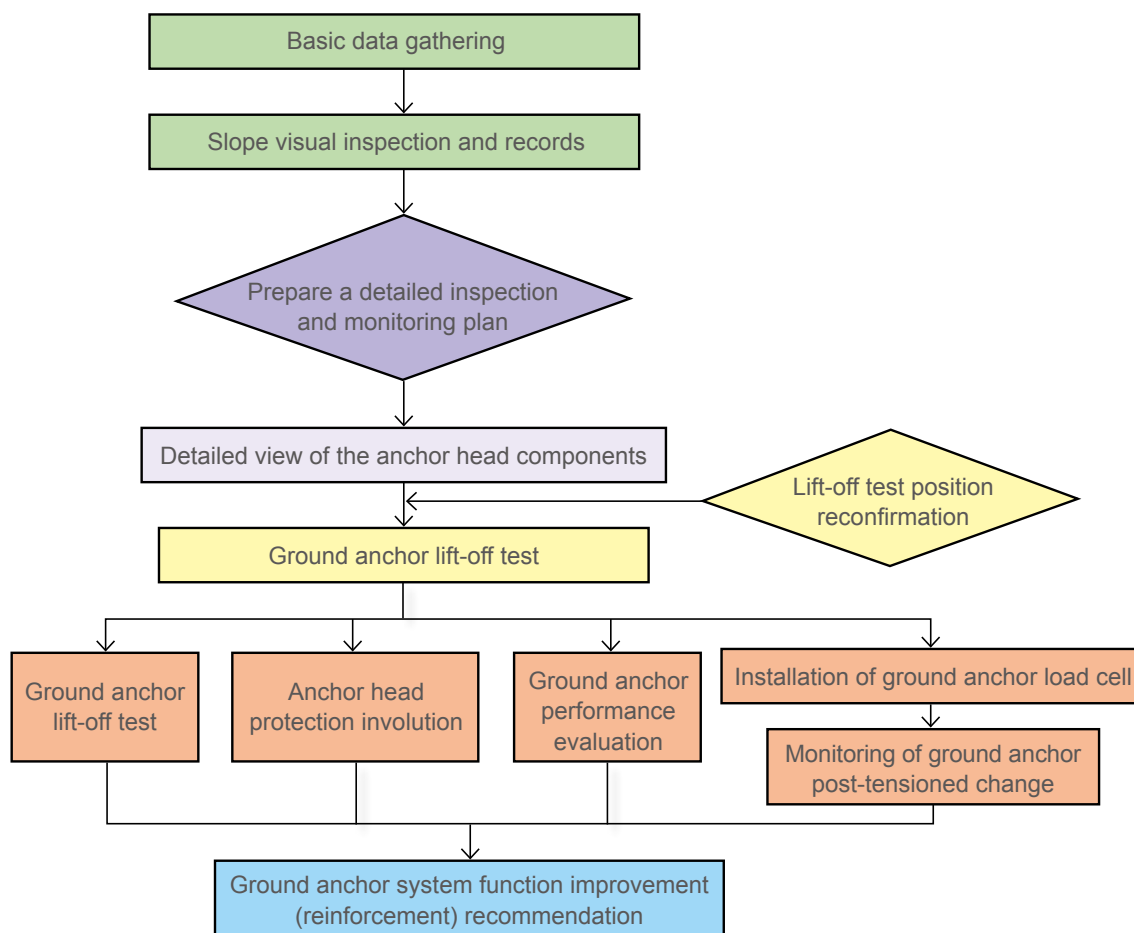 Basic data gathering
Slope visual inspection and records
Prepare a detailed inspection
and monitoring plan
Detailed view of the anchor head components
Lift-off test position
reconfirmation
Ground anchor lift-off test
Ground anchor
lift-off test
Anchor head
protection involution
Ground anchor
performance
evaluation
Installation of ground anchor load cell
Monitoring of ground anchor
post-tensioned change
Ground anchor system function improvement
(reinforcement) recommendation